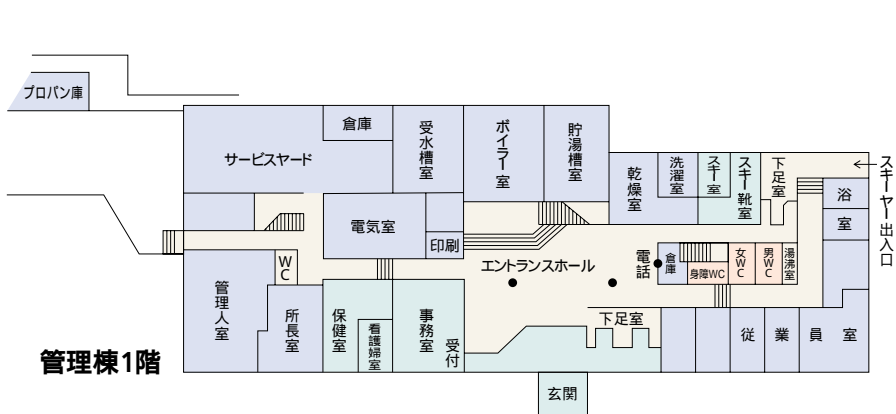 プロパン庫
サービスヤード
倉庫
受水槽室
ボイラー室
貯湯槽室
乾燥室
洗濯室
スキー室
スキー靴室
下足室
スキーヤー出入口
浴
室
電気室
印刷
エントランスホール
電話
倉庫
身障WC
女WC
男WC
湯沸室
WC
管理人室
所長室
保健室
看護婦室
事務室
受付
下足室
従業員室
玄関
管理棟1階